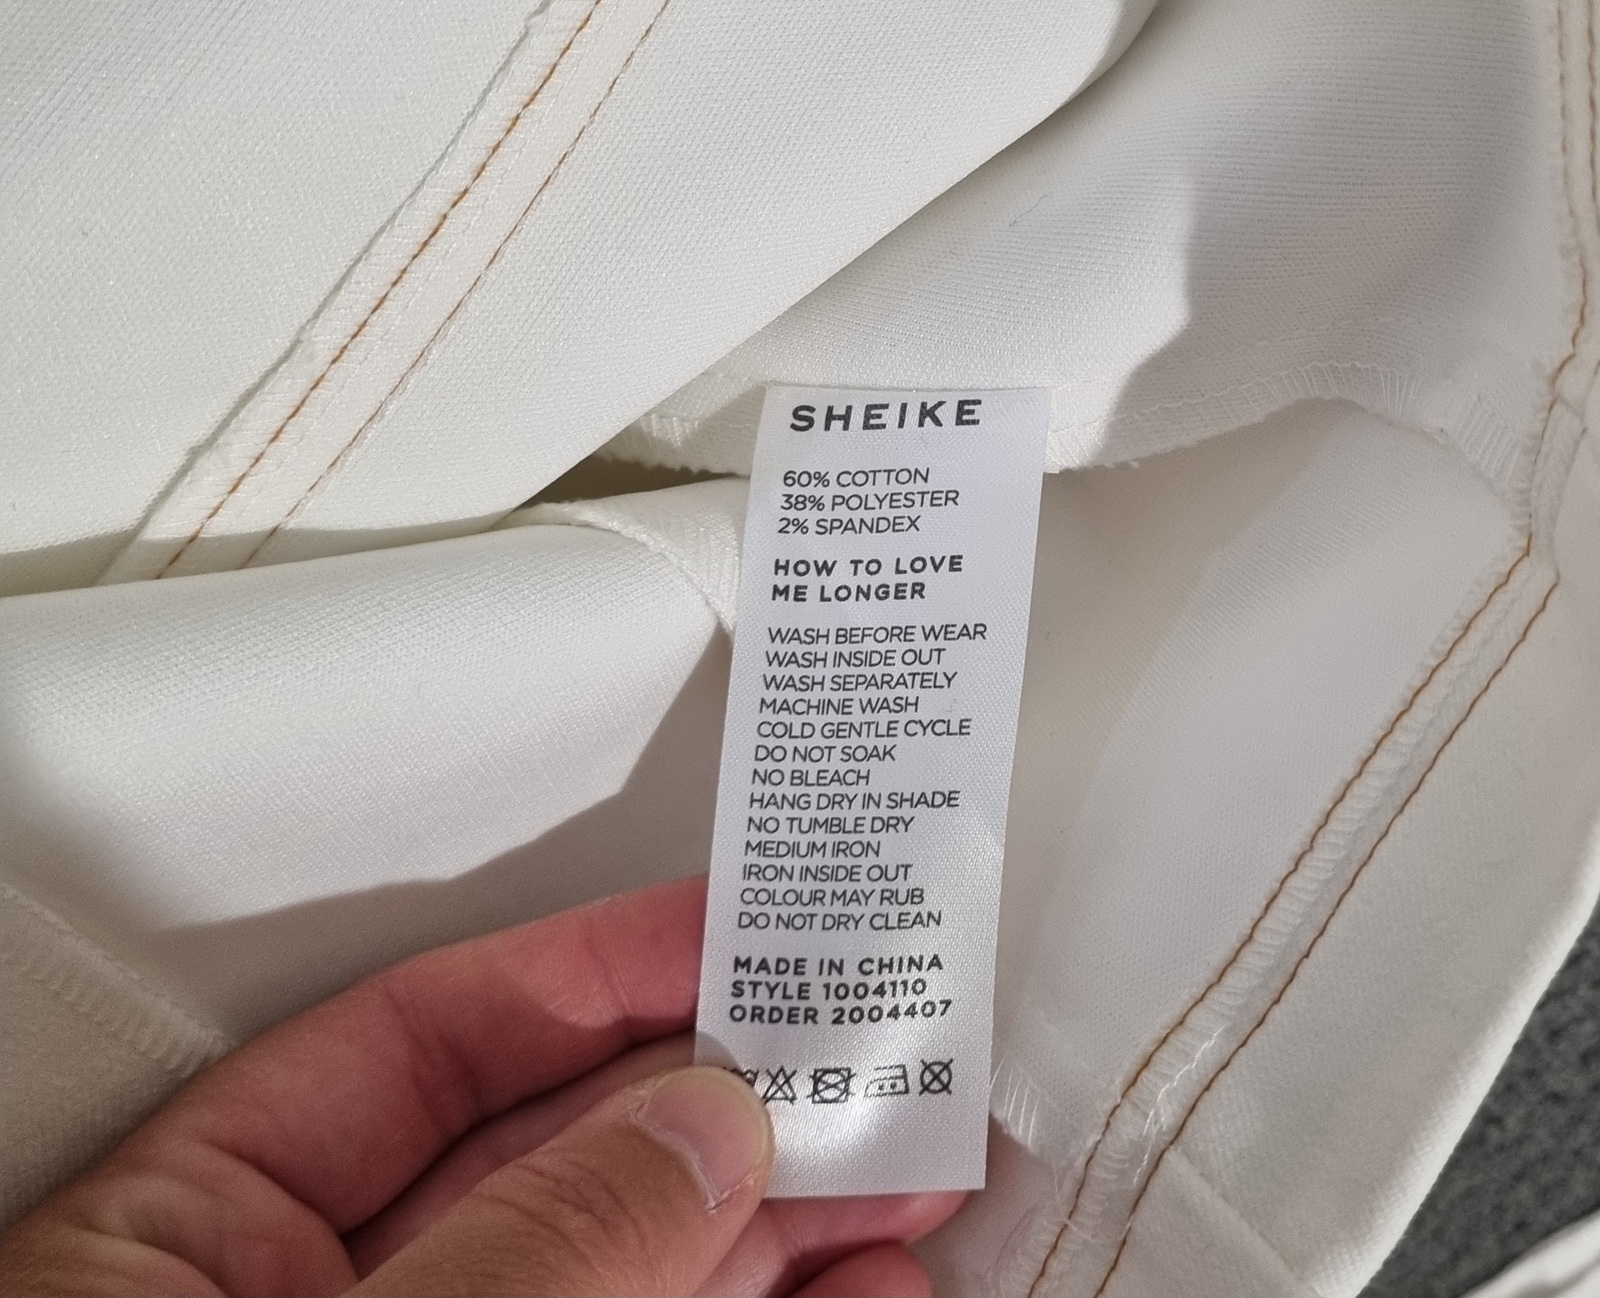 SHEIKE
60% COTTON
38% POLYESTER
2% SPANDEX
HOW TO LOVE
ME LONGER
WASH BEFORE WEAR
WASH INSIDE OUT
WASH SEPARATELY
MACHINE WASH
COLD GENTLE CYCLE
DO NOT SOAK
NO BLEACH
HANG DRY IN SHADE
NO TUMBLE DRY
MEDIUM IRON
IRON INSIDE OUT
COLOUR MAY RUB
DO NOT DRY CLEAN
MADE IN CHINA
STYLE 1004110
ORDER 2004407